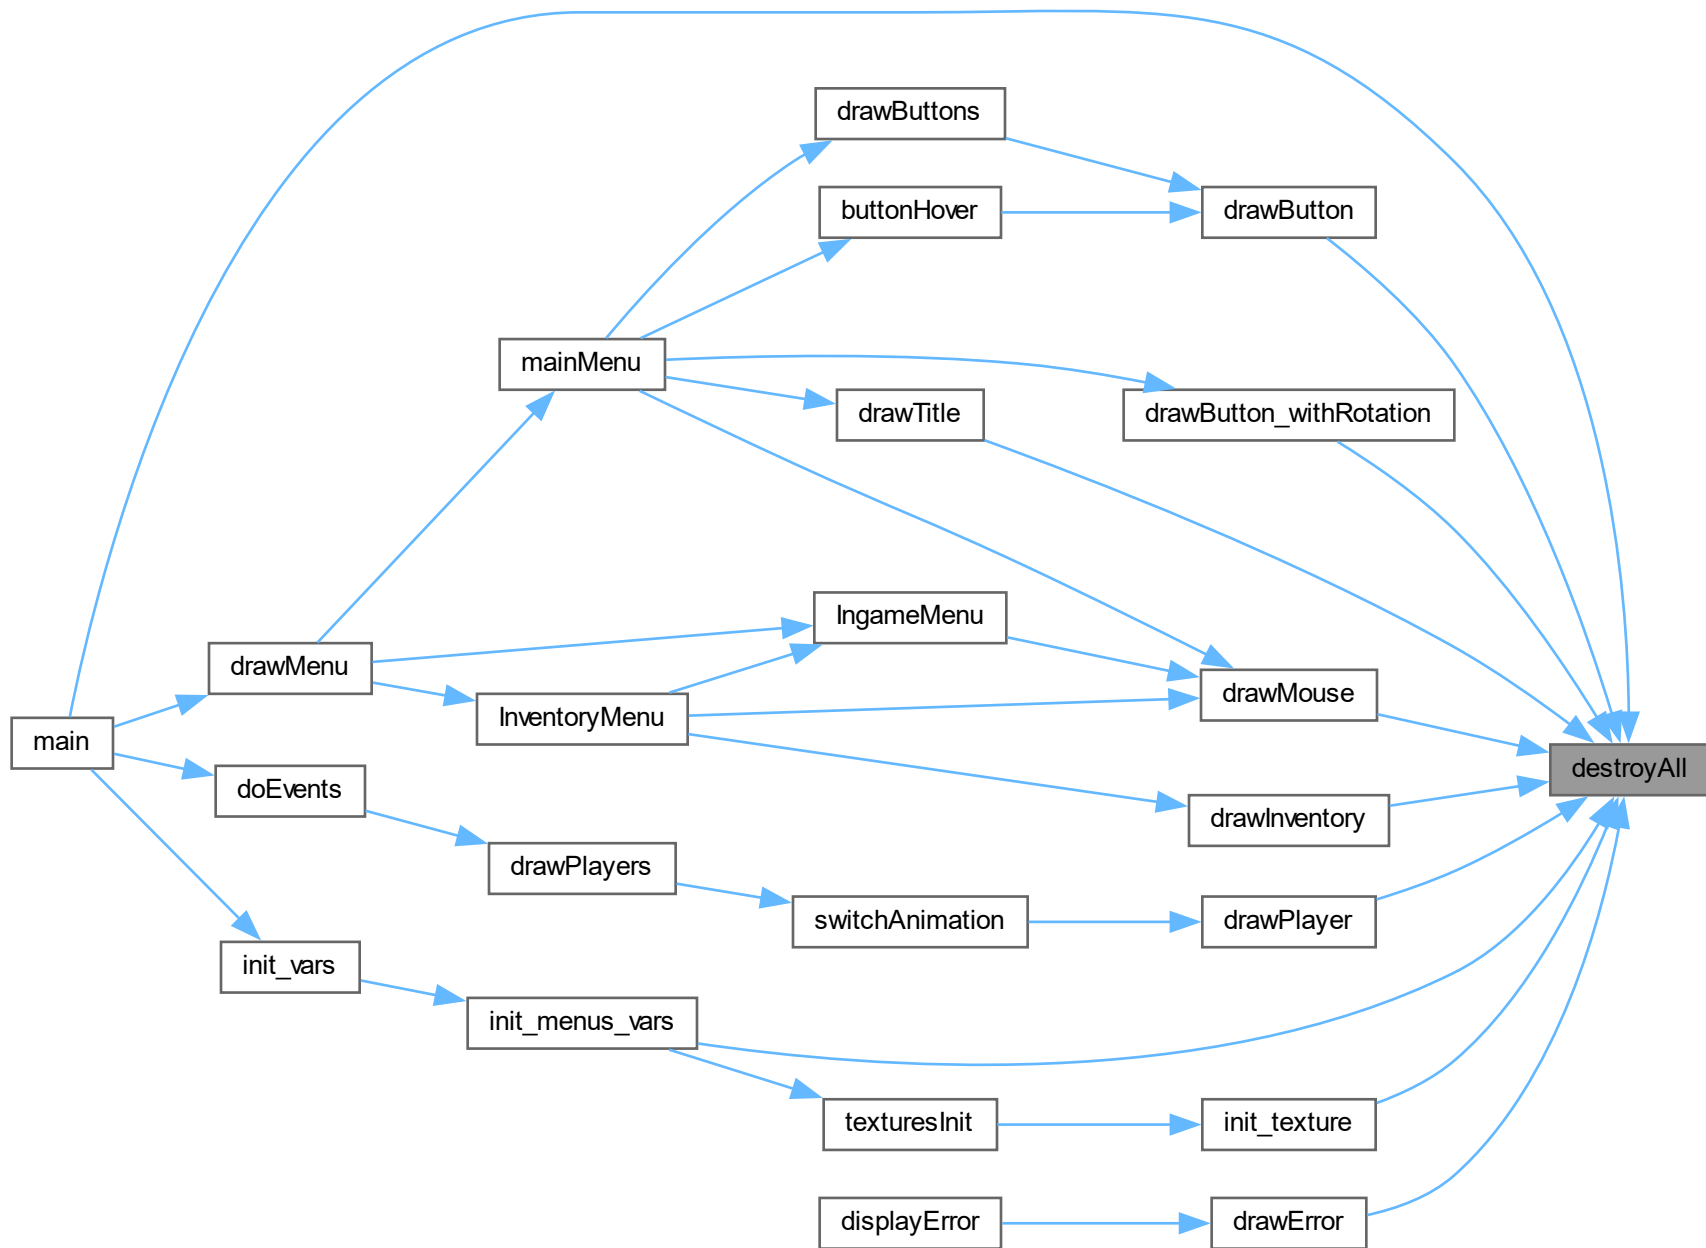 drawButtons
buttonHover
drawButton
mainMenu
drawTitle
drawButton_withRotation
IngameMenu
drawMenu
drawMouse
InventoryMenu
main
destroyAll
doEvents
drawInventory
drawPlayers
switchAnimation
drawPlayer
init_vars
init_menus_vars
texturesInit
init_texture
displayError
drawError